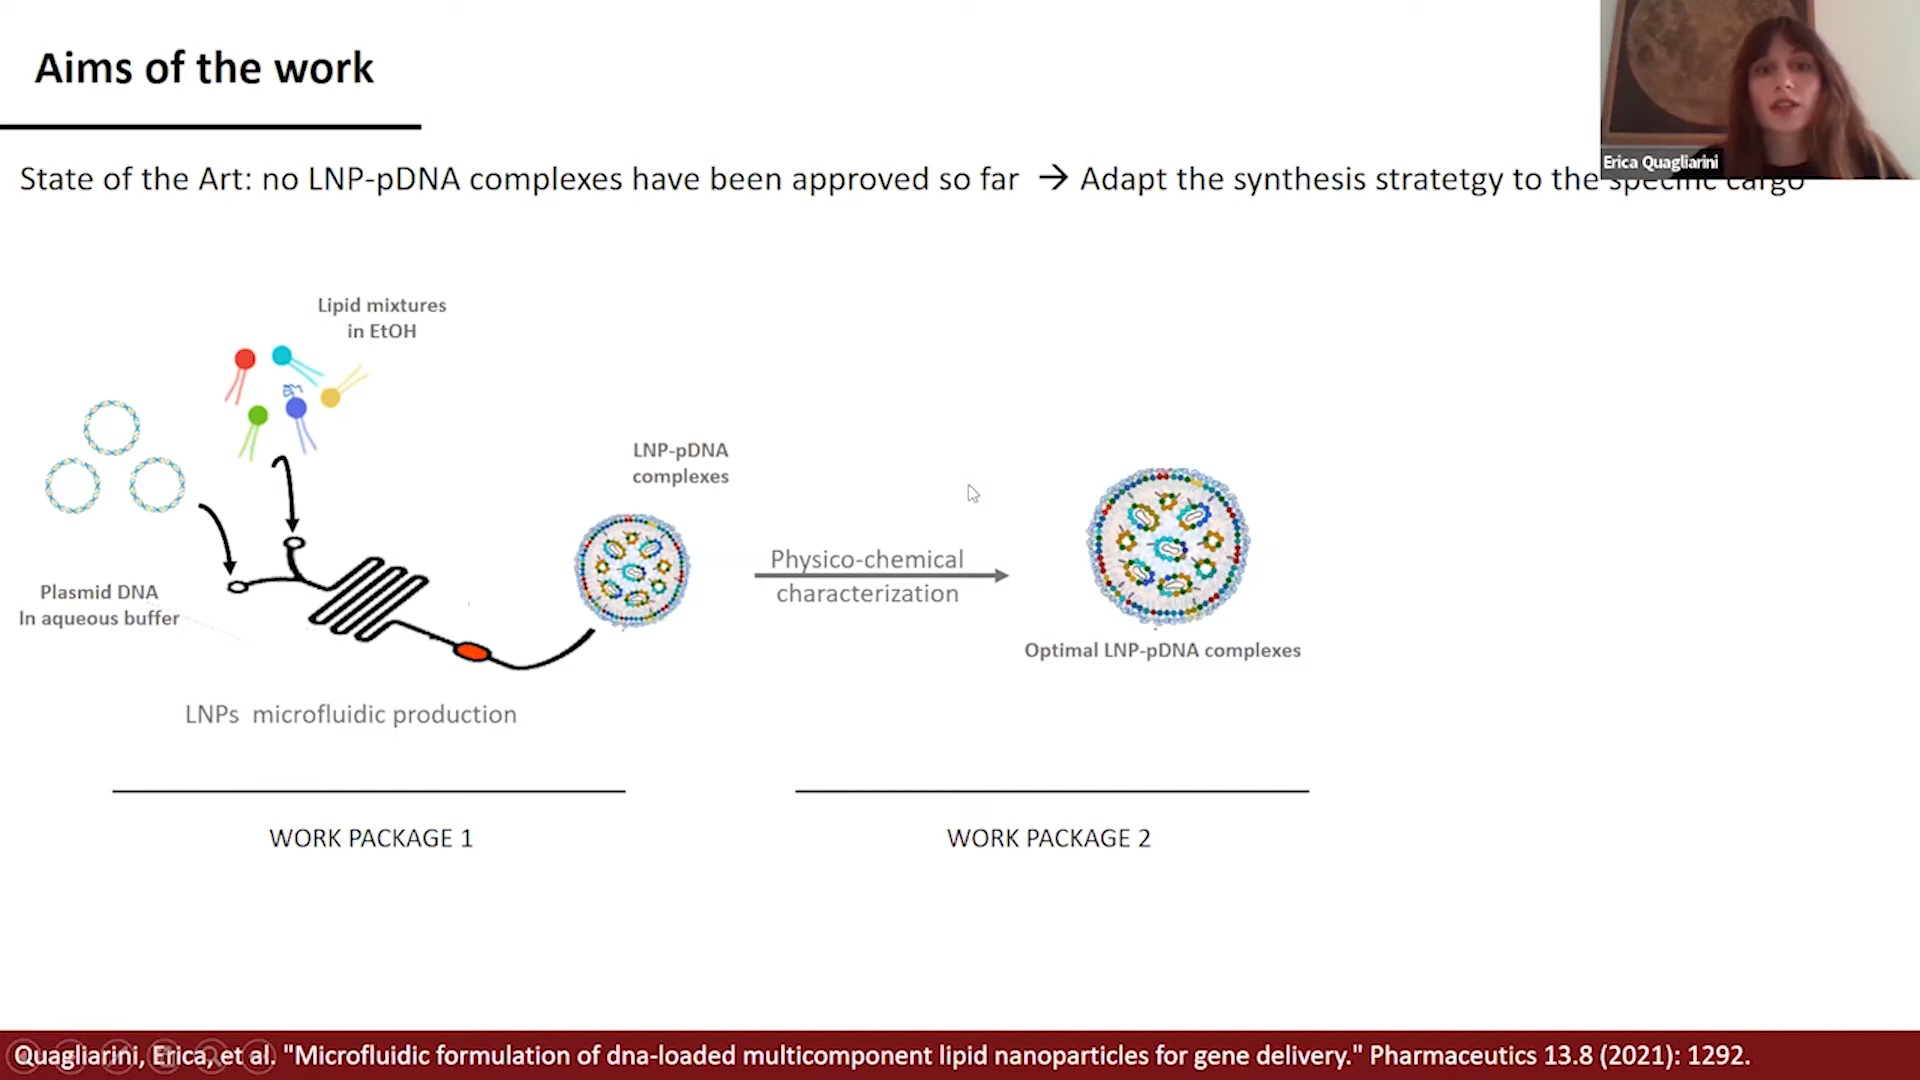 Aims of the work
Erica Quagliarini
State of the Art: no LNP-pDNA complexes have been approved so far → Adapt the synthesis stratetgy to the specific cargo
Lipid mixtures
in EtOH
LNP-pDNA
complexes
Physico-chemical
characterization
Plasmid DNA
In aqueous buffer
Optimal LNP-pDNA complexes
LNPs microfluidic production
WORK PACKAGE 1
WORK PACKAGE 2
Quagliarini, Erica, et al. "Microfluidic formulation of dna-loaded multicomponent lipid nanoparticles for gene delivery." Pharmaceutics 13.8 (2021): 1292.